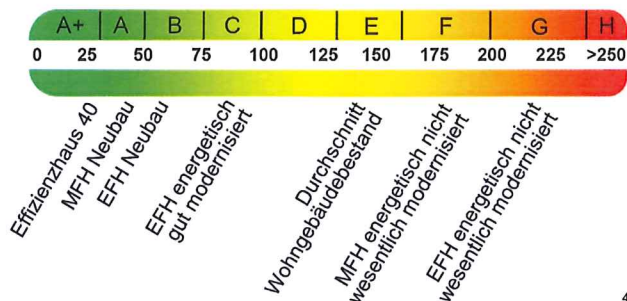 A+ A B C D E F G H
0 25 50 75 100 125 150 175 200 225 >250
Effizienzhaus 40
MFH Neubau
EFH Neubau
EFH energetisch
gut modernisiert
Durchschnitt
Wohngebäudebestand
MFH energetisch nicht
wesentlich modernisiert
EFH energetisch nicht
wesentlich modernisiert
4